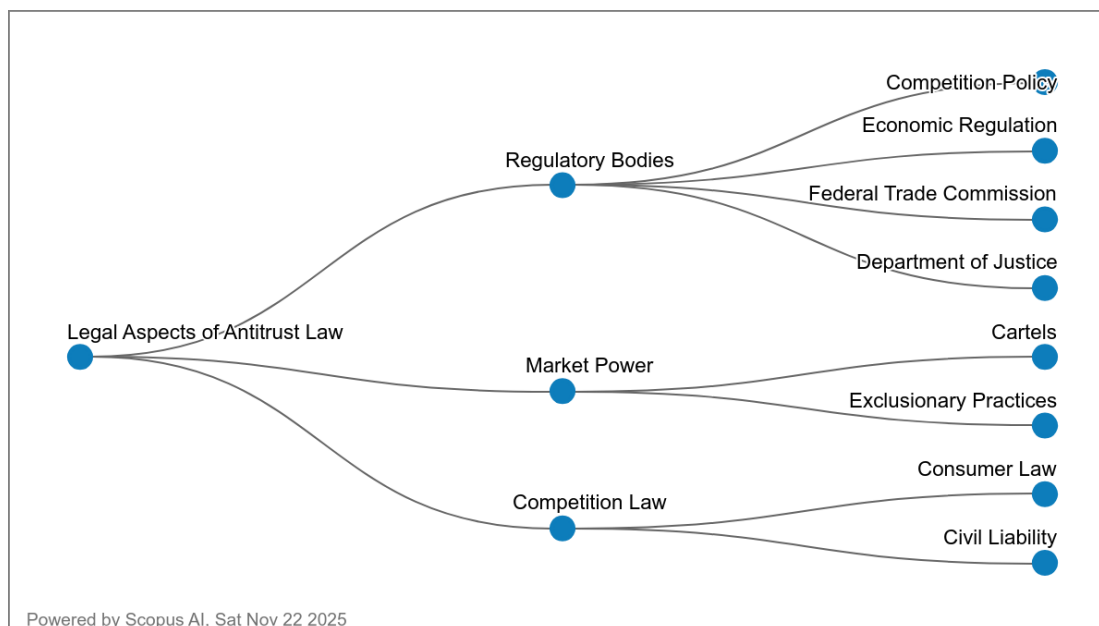 Competition Policy
Economic Regulation
Regulatory Bodies
Federal Trade Commission
Department of Justice
Legal Aspects of Antitrust Law
Cartels
Market Power
Exclusionary Practices
Consumer Law
Competition Law
Civil Liability
Powered by Scopus AI, Sat Nov 22 2025